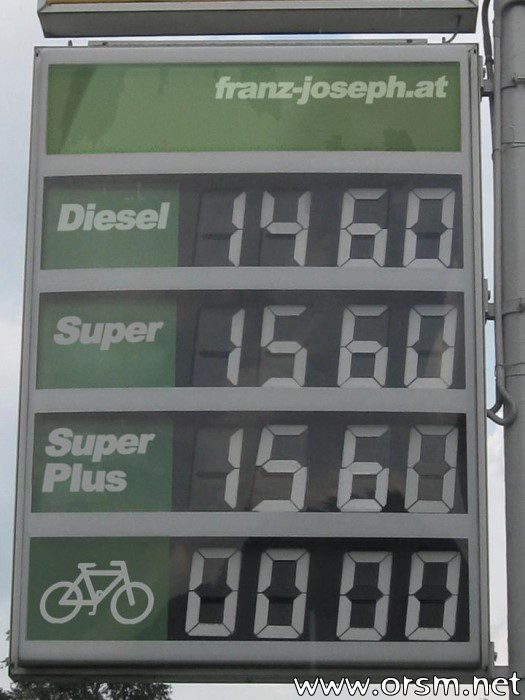 franz-joseph.at
Diesel 1460
Super 1560
Super
Plus 1560
0000
www.orsm.net